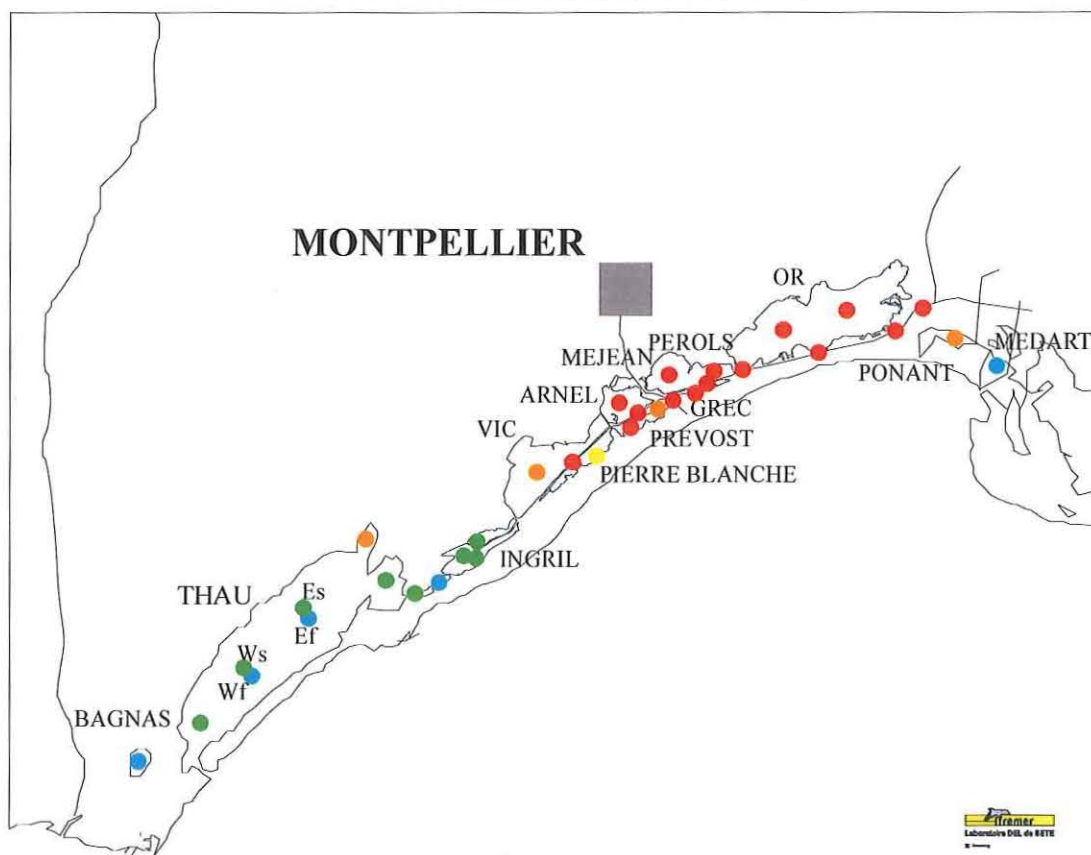 MONTPELLIER
OR
PEROLS
MEJEAN
MEDART
PONANT
ARNEL
GREC
VIC
PREVOST
PIERRE BLANCHE
INGRIL
THAU
Es
Ef
Ws
Wf
BAGNAS
Ifremer
Laboratoire DEL de SETE